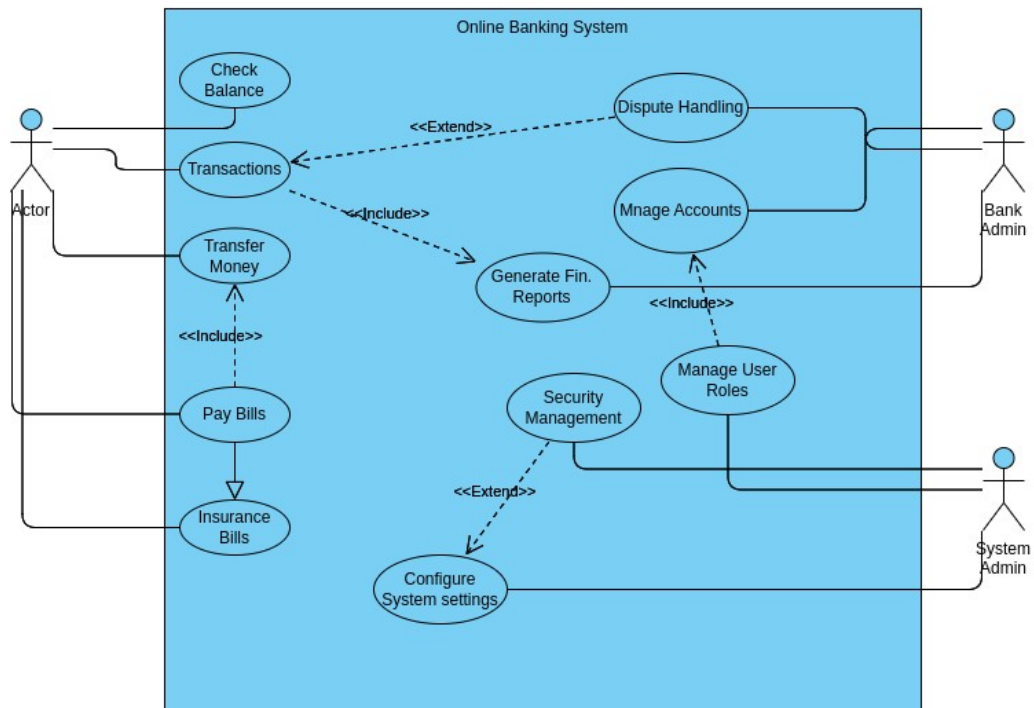 Online Banking System
Check
Balance
Dispute Handling
<<Extend>>
Transactions
Actor
Mnage Accounts
Bank
Admin
<<Include>>
Transfer
Money
Generate Fin.
Reports
<<Include>>
<<Include>>
Manage User
Roles
Security
Management
Pay Bills
<<Extend>>
Insurance
Bills
System
Admin
Configure
System settings